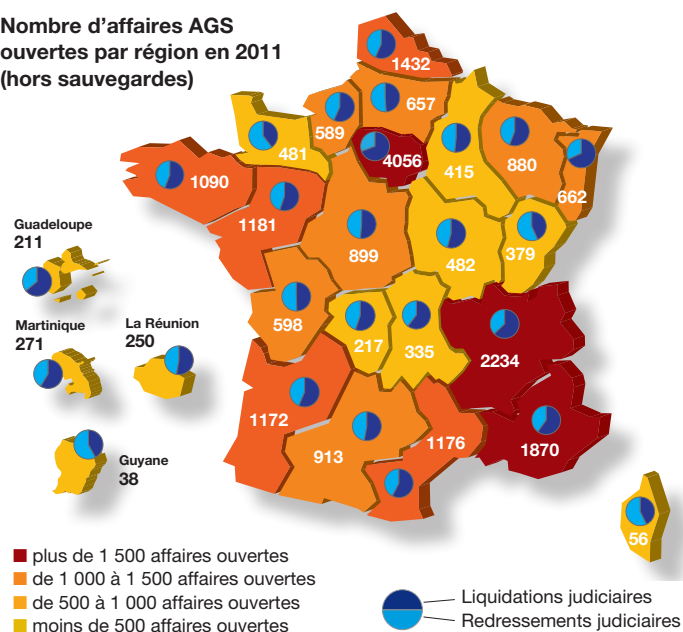 Nombre d’affaires AGS
ouvertes par région en 2011
(hors sauvegardes)
1432
657
589
4056
481
415
880
662
1090
1181
899
482
379
Guadeloupe
211
598
217
335
2234
Martinique
271
La Réunion
250
1172
913
1176
1870
Guyane
38
56
plus de 1 500 affaires ouvertes
de 1 000 à 1 500 affaires ouvertes
de 500 à 1 000 affaires ouvertes
moins de 500 affaires ouvertes
Liquidations judiciaires
Redressements judiciaires